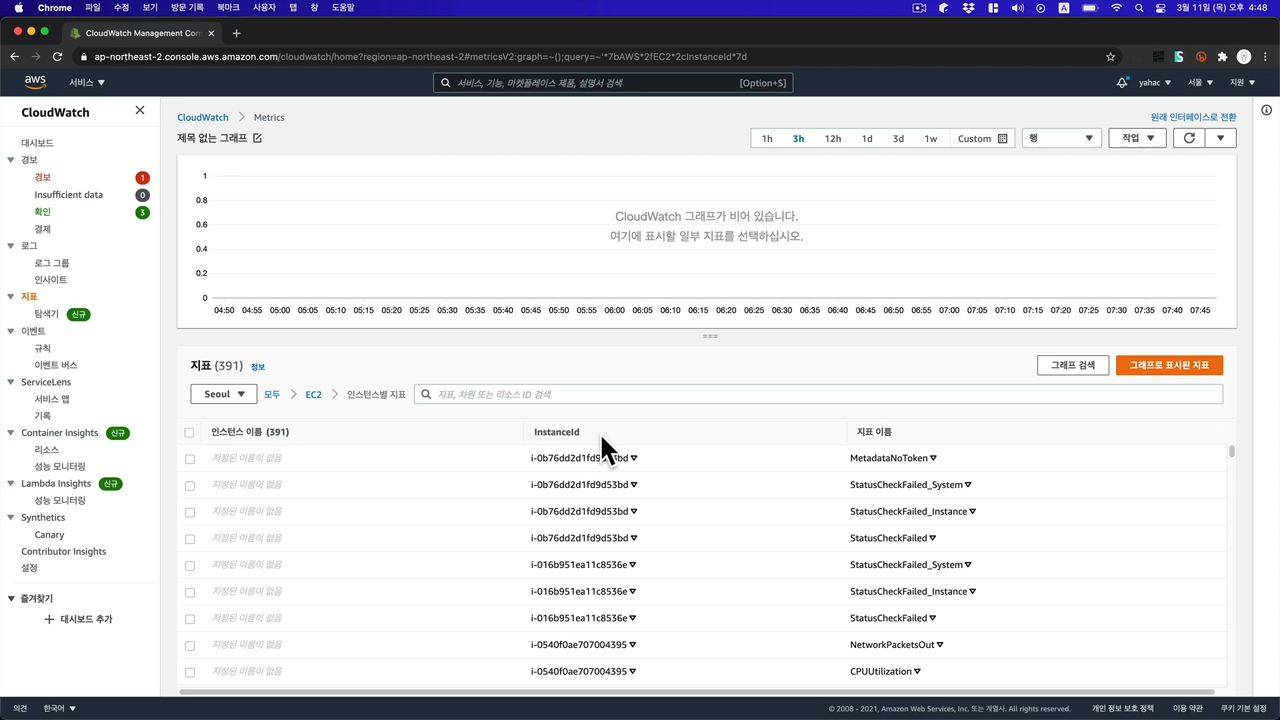 Chrome 파일 수정 보기 방문 기록 북마크 사용자 탭 창 도움말 A 3월 11일 (목) 오후 4:48
CloudWatch Management Con
ap-northeast-2.console.aws.amazon.com/cloudwatch/home?region=ap-northeast-2#metricsV2:graph=~();query=~'*7bAWS*2fEC2*2cInstanceId*7d
aws 서비스 서비스, 기능, 마켓플레이스 제품, 설명서 검색 [Option+S] yahac 서울 지원
CloudWatch
대시보드
경보
경보 1
Insufficient data 0
확인 3
결제
로그
로그 그룹
인사이트
지표
탐색기 신규
이벤트
규칙
이벤트 버스
ServiceLens
서비스 맵
기록
Container Insights 신규
리소스
성능 모니터링
Lambda Insights 신규
성능 모니터링
Synthetics
Canary
Contributor Insights
설정
즐겨찾기
대시보드 추가
CloudWatch Metrics 원래 인터페이스로 전환
제목 없는 그래프 1h 3h 12h 1d 3d 1w Custom 행 작업
1
0.8
0.6
0.4
0.2
0
CloudWatch 그래프가 비어 있습니다.
여기에 표시할 일부 지표를 선택하십시오.
04:50 04:55 05:00 05:05 05:10 05:15 05:20 05:25 05:30 05:35 05:40 05:45 05:50 05:55 06:00 06:05 06:10 06:15 06:20 06:25 06:30 06:35 06:40 06:45 06:50 06:55 07:00 07:05 07:10 07:15 07:20 07:25 07:30 07:35 07:40 07:45
지표 (391) 정보 그래프 검색 그래프로 표시된 지표
Seoul 모두 EC2 인스턴스별 지표 지표, 차원 또는 리소스 ID 검색
인스턴스 이름 (391) InstanceId 지표 이름
지정된 이름이 없음 MetadataNoToken
지정된 이름이 없음 i-0b76dd2d1fd9d53bd StatusCheckFailed_System
지정된 이름이 없음 i-0b76dd2d1fd9d53bd StatusCheckFailed_Instance
지정된 이름이 없음 i-0b76dd2d1fd9d53bd StatusCheckFailed
지정된 이름이 없음 i-016b951ea11c8536e StatusCheckFailed_System
지정된 이름이 없음 i-016b951ea11c8536e StatusCheckFailed_Instance
지정된 이름이 없음 i-016b951ea11c8536e StatusCheckFailed
지정된 이름이 없음 i-0540f0ae707004395 NetworkPacketsOut
지정된 이름이 없음 i-0540f0ae707004395 CPUUtilization
의견 한국어 © 2008 - 2021, Amazon Web Services, Inc. 또는 계열사. All rights reserved. 개인 정보 보호 정책 이용 약관 쿠키 기본 설정